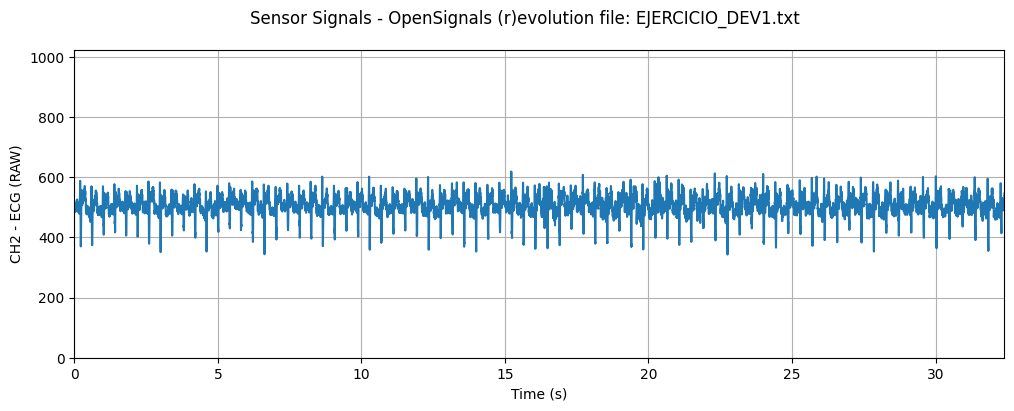 Sensor Signals - OpenSignals (r)evolution file: EJERCICIO_DEV1.txt
CH2 - ECG (RAW)
1000
800
600
400
200
0
0 5 10 15 20 25 30
Time (s)